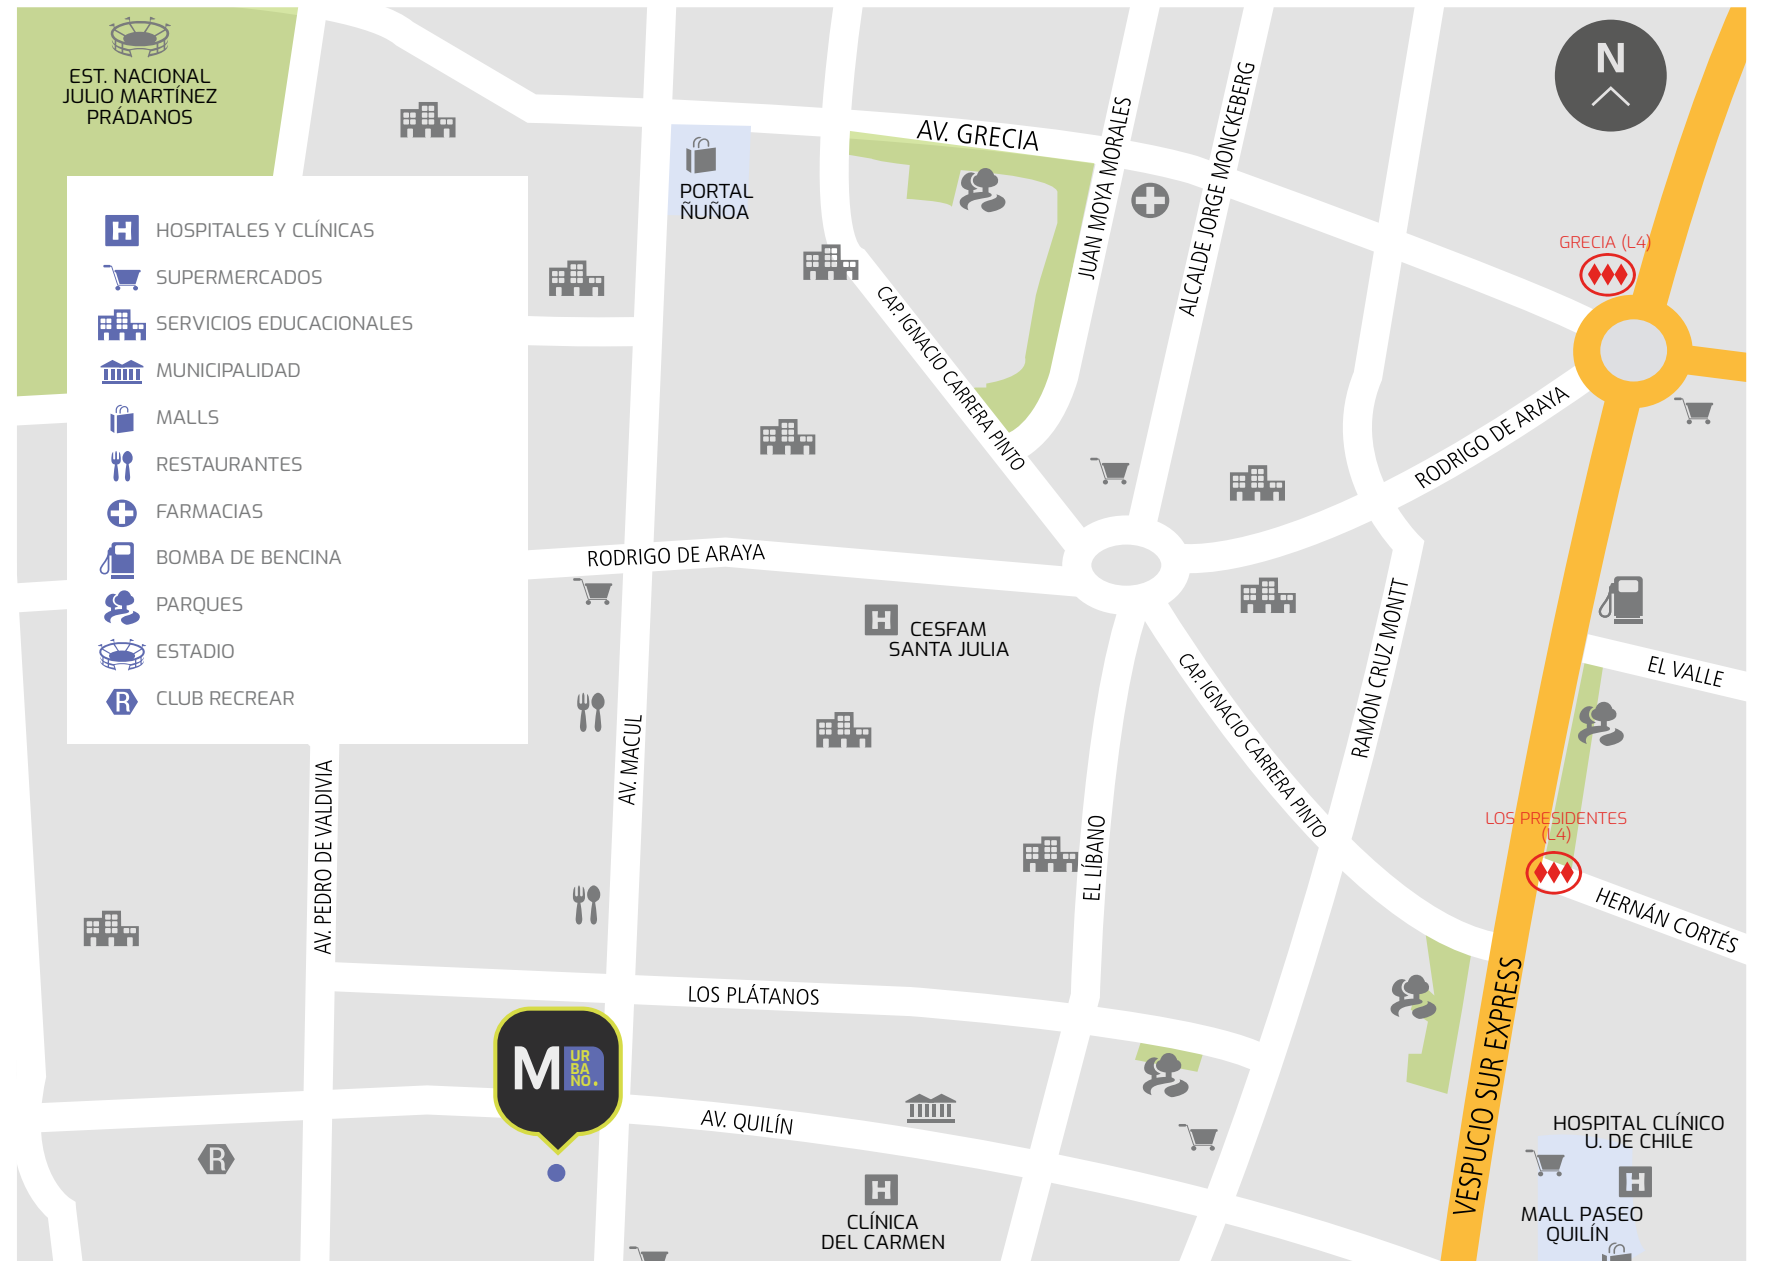 EST. NACIONAL
JULIO MARTÍNEZ
PRÁDANOS
N
AV. GRECIA
JUAN MOYA MORALES
ALCALDE JORGE MONCKEBERG
PORTAL
ÑUÑOA
GRECIA (L4)
H HOSPITALES Y CLÍNICAS
SUPERMERCADOS
SERVICIOS EDUCACIONALES
MUNICIPALIDAD
MALLS
RESTAURANTES
FARMACIAS
BOMBA DE BENCINA
PARQUES
ESTADIO
R CLUB RECREAR
CAP. IGNACIO CARRERA PINTO
RODRIGO DE ARAYA
RODRIGO DE ARAYA
H
CESFAM
SANTA JULIA
RAMÓN CRUZ MONTT
CAP. IGNACIO CARRERA PINTO
EL VALLE
AV. MACUL
AV. PEDRO DE VALDIVIA
EL LÍBANO
LOS PRESIDENTES
(L4)
HERNÁN CORTÉS
LOS PLÁTANOS
VESPUCIO SUR EXPRESS
M
UR
BA
NO.
AV. QUILÍN
R
H
CLÍNICA
DEL CARMEN
HOSPITAL CLÍNICO
U. DE CHILE
H
MALL PASEO
QUILÍN